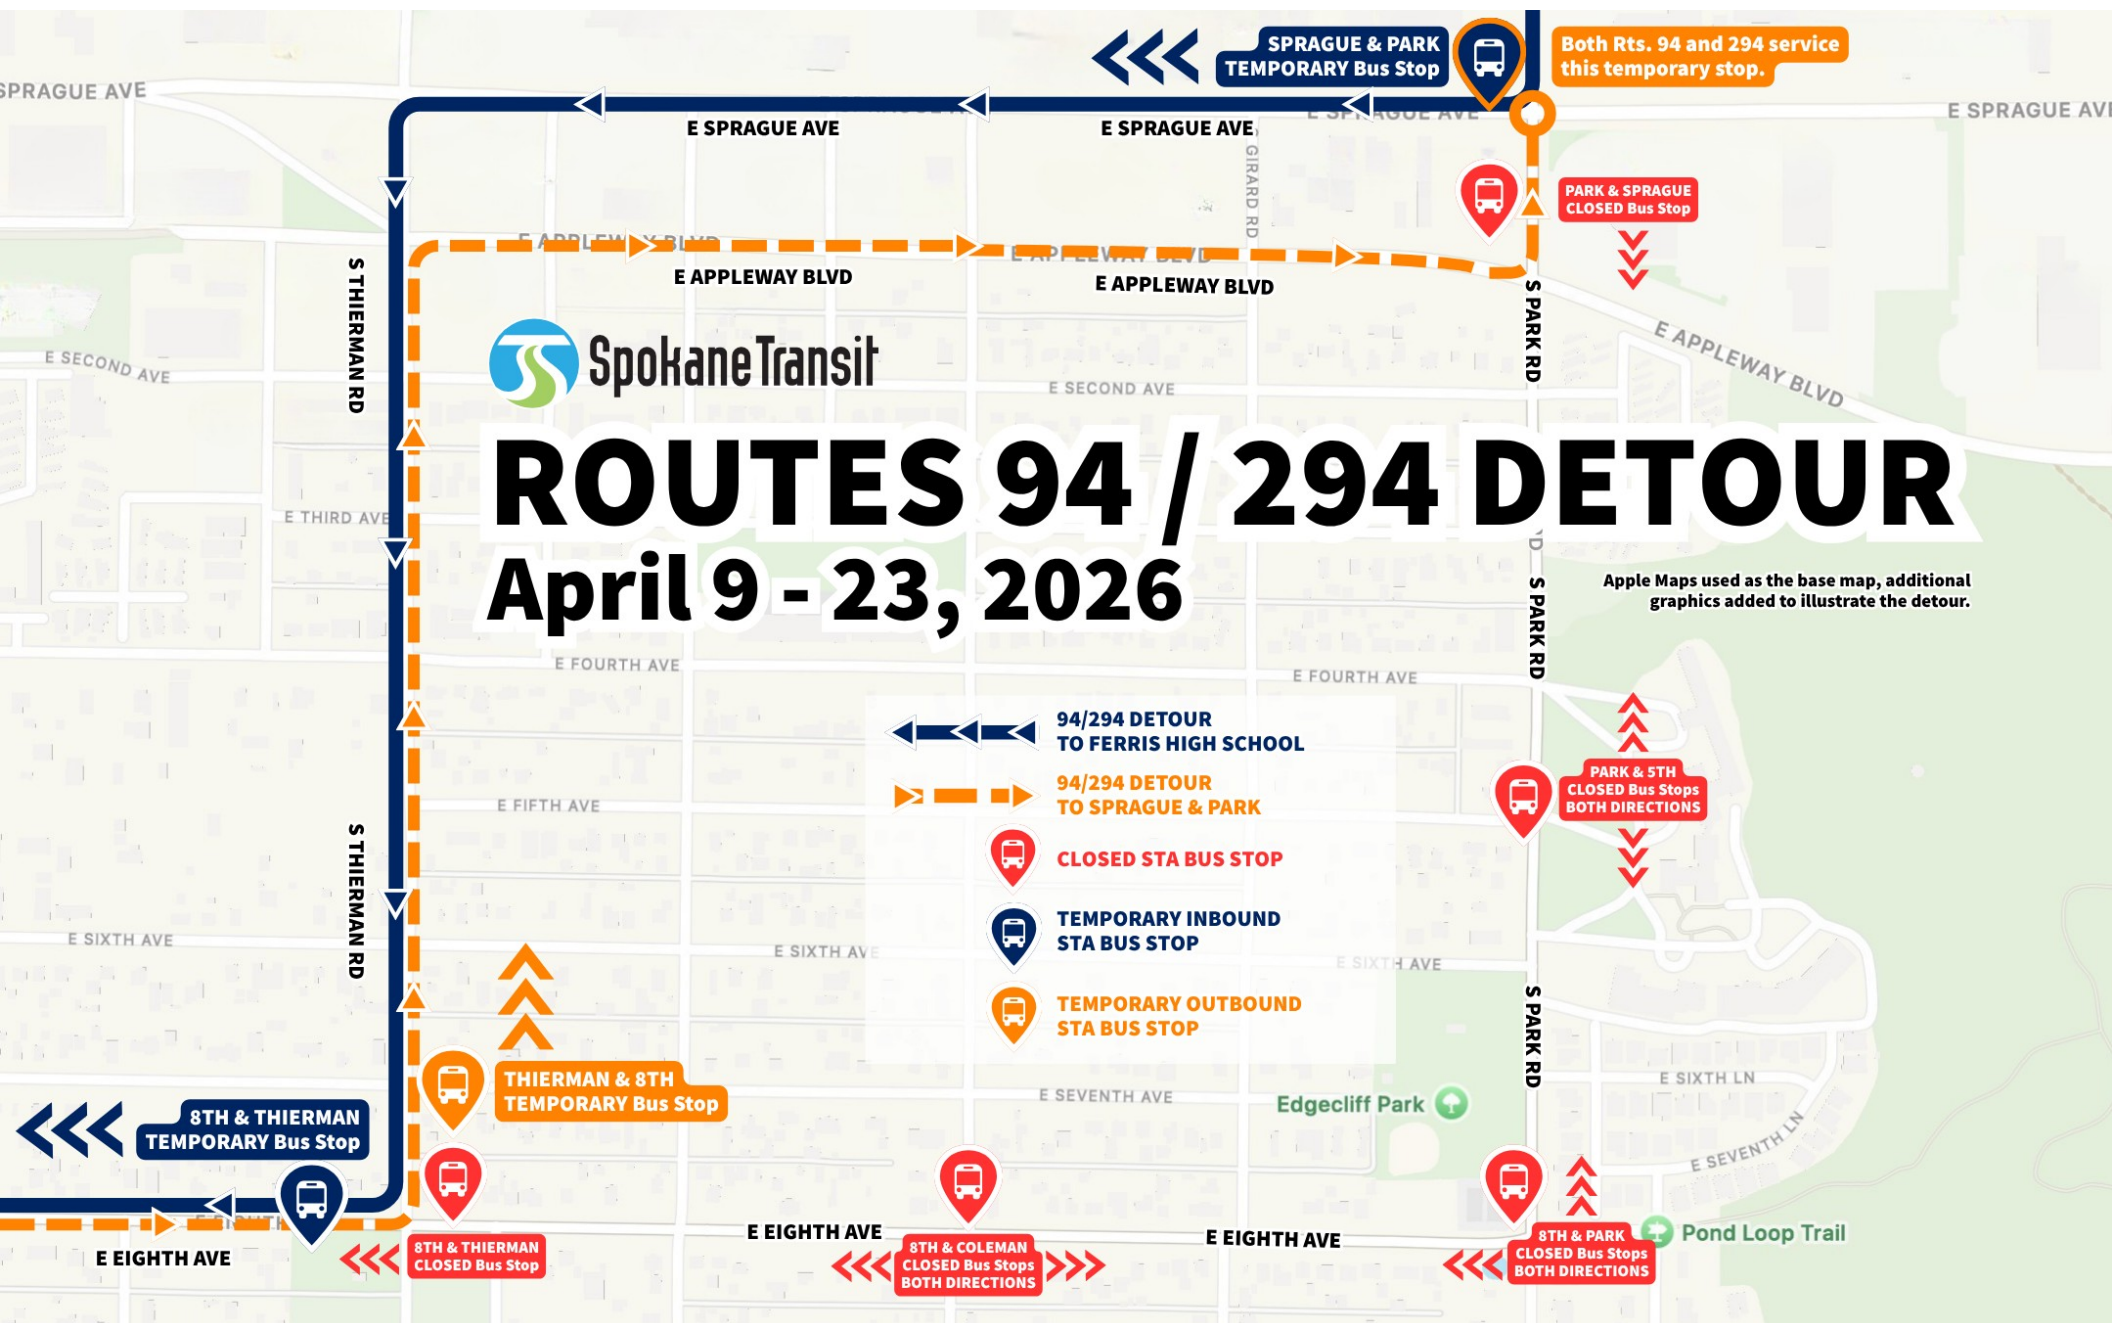 SPRAGUE & PARK
TEMPORARY Bus Stop
Both Rts. 94 and 294 service
this temporary stop.
SPRAGUE AVE
E SPRAGUE AVE
E SPRAGUE AVE
E SPRAGUE AVE
E SPRAGUE AVE
GIRARD RD
PARK & SPRAGUE
CLOSED Bus Stop
E APPLEWAY BLVD
E APPLEWAY BLVD
E APPLEWAY BLVD
E APPLEWAY BLVD
S THIERMAN RD
S PARK RD
E APPLEWAY BLVD
Spokane Transit
E SECOND AVE
E SECOND AVE
ROUTES 94 / 294 DETOUR
April 9 - 23, 2026
E THIRD AVE
Apple Maps used as the base map, additional
graphics added to illustrate the detour.
S PARK RD
E FOURTH AVE
E FOURTH AVE
94/294 DETOUR
TO FERRIS HIGH SCHOOL
94/294 DETOUR
TO SPRAGUE & PARK
CLOSED STA BUS STOP
TEMPORARY INBOUND
STA BUS STOP
TEMPORARY OUTBOUND
STA BUS STOP
PARK & 5TH
CLOSED Bus Stops
BOTH DIRECTIONS
E FIFTH AVE
S THIERMAN RD
E SIXTH AVE
E SIXTH AVE
E SIXTH AVE
S PARK RD
THIERMAN & 8TH
TEMPORARY Bus Stop
E SEVENTH AVE
Edgecliff Park
E SIXTH LN
E SEVENTH LN
8TH & THIERMAN
TEMPORARY Bus Stop
E EIGHTH AVE
E EIGHTH AVE
E EIGHTH AVE
8TH & THIERMAN
CLOSED Bus Stop
8TH & COLEMAN
CLOSED Bus Stops
BOTH DIRECTIONS
8TH & PARK
CLOSED Bus Stops
BOTH DIRECTIONS
Pond Loop Trail